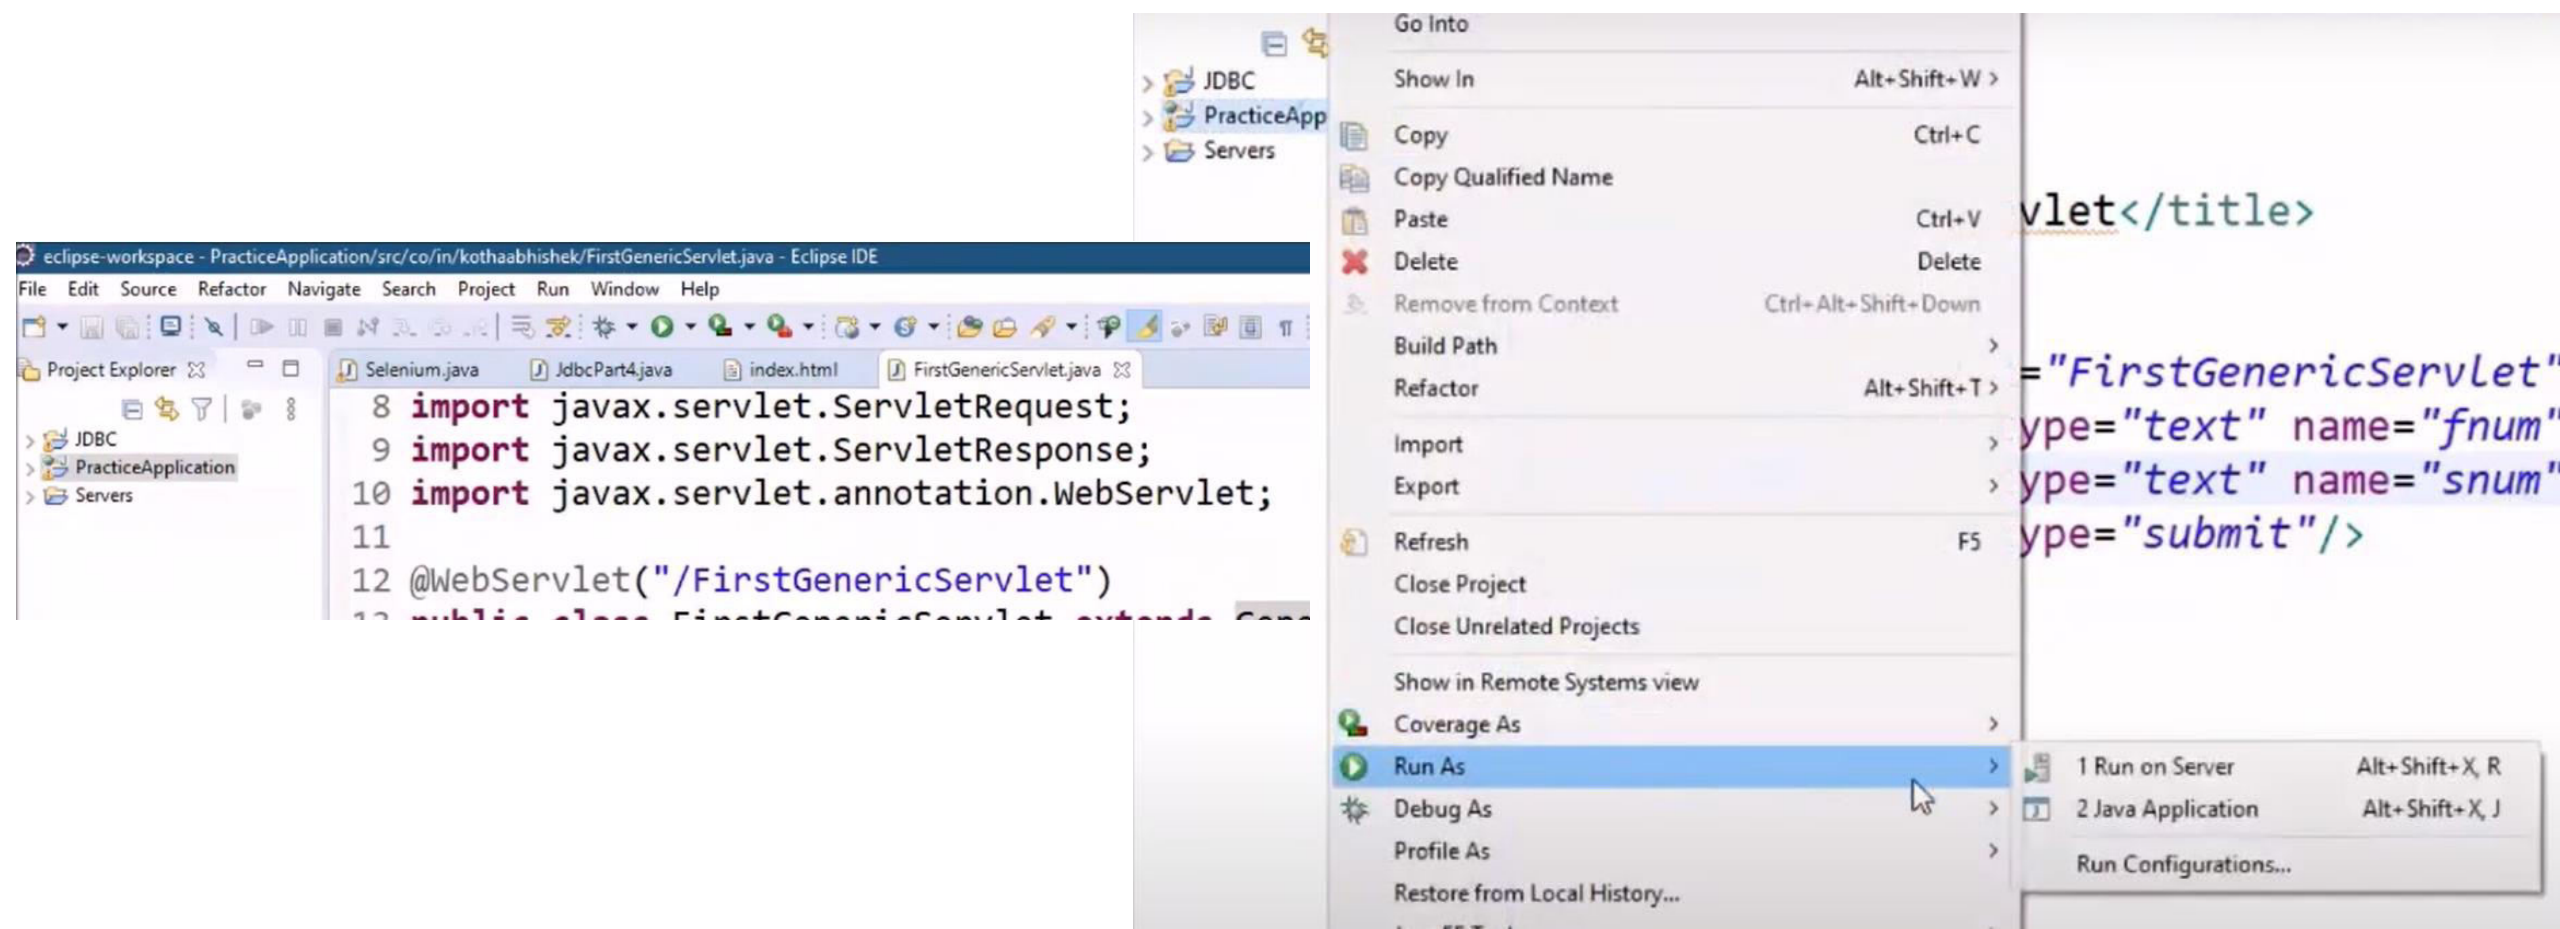 eclipse-workspace - PracticeApplication/src/co/in/kothaabhishek/FirstGenericServlet.java - Eclipse IDE
File Edit Source Refactor Navigate Search Project Run Window Help
Project Explorer
Selenium.java JdbcPart4.java index.html FirstGenericServlet.java
JDBC
PracticeApplication
Servers
8 import javax.servlet.ServletRequest;
9 import javax.servlet.ServletResponse;
10 import javax.servlet.annotation.WebServlet;
11
12 @WebServlet("/FirstGenericServlet")
13 public class FirstGenericServlet extends
JDBC
PracticeApp
Servers
Go Into
Show In Alt+Shift+W >
Copy Ctrl+C
Copy Qualified Name
Paste Ctrl+V
Delete Delete
Remove from Context Ctrl+Alt+Shift+Down
Build Path >
Refactor Alt+Shift+T >
Import >
Export >
Refresh F5
Close Project
Close Unrelated Projects
Show in Remote Systems view
Coverage As >
Run As >
Debug As >
Profile As >
Restore from Local History...
1 Run on Server Alt+Shift+X, R
2 Java Application Alt+Shift+X, J
Run Configurations...
vlet</title>
="FirstGenericServlet"
ype="text" name="fnum"
ype="text" name="snum"
ype="submit"/>